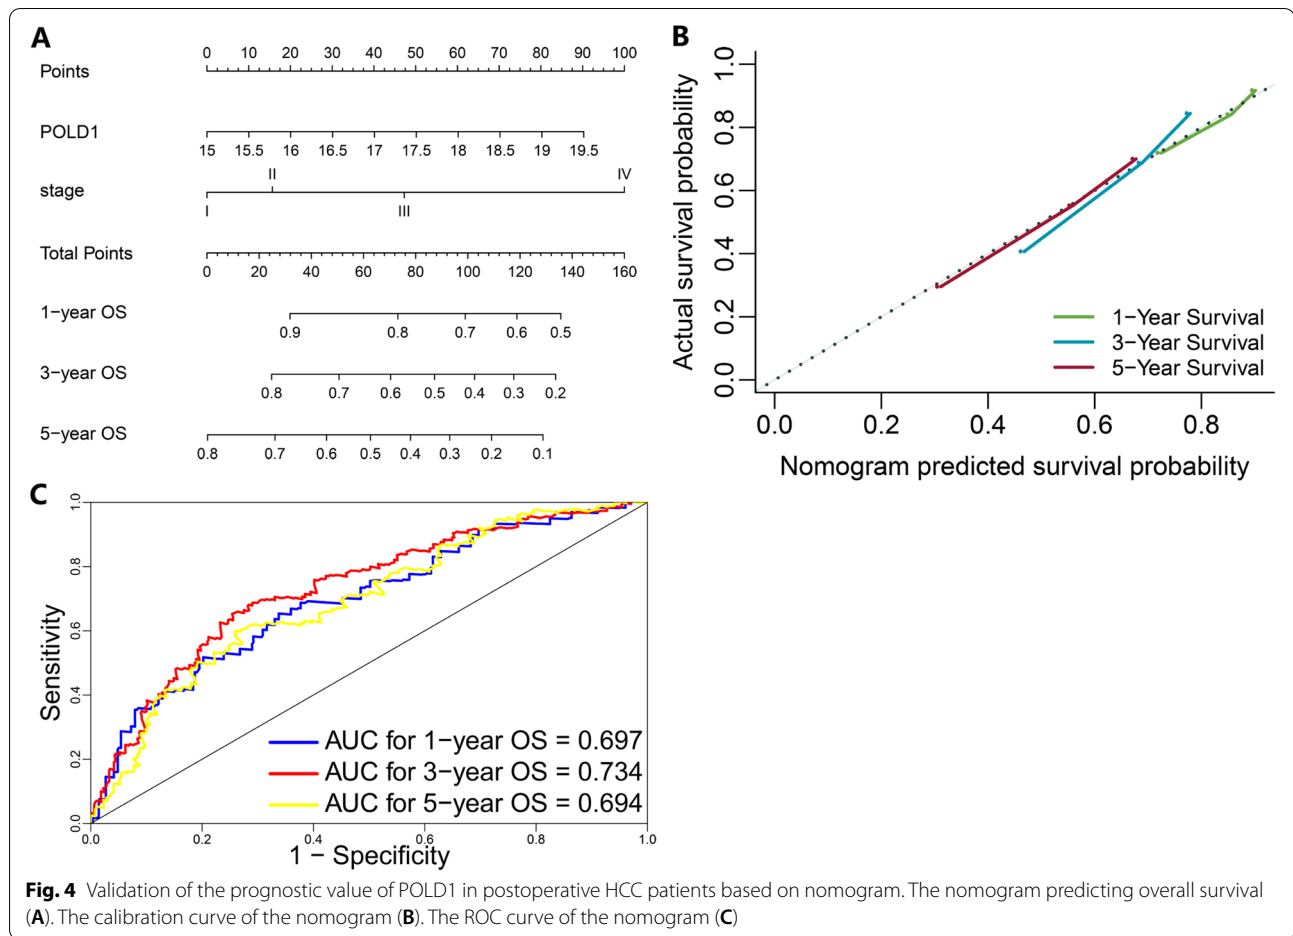 A
0 10 20 30 40 50 60 70 80 90 100
Points
POLD1
15 15.5 16 16.5 17 17.5 18 18.5 19 19.5
II IV
stage
I III
Total Points
0 20 40 60 80 100 120 140 160
1−year OS
0.9 0.8 0.7 0.6 0.5
3−year OS
0.8 0.7 0.6 0.5 0.4 0.3 0.2
5−year OS
0.8 0.7 0.6 0.5 0.4 0.3 0.2 0.1
B
Actual survival probability
1.0
0.8
0.6
0.4
0.2
0.0
1−Year Survival
3−Year Survival
5−Year Survival
0.0 0.2 0.4 0.6 0.8
Nomogram predicted survival probability
C
Sensitivity
1.0
0.8
0.6
0.4
0.2
0.0
AUC for 1−year OS = 0.697
AUC for 3−year OS = 0.734
AUC for 5−year OS = 0.694
0.0 0.2 0.4 0.6 0.8 1.0
1 − Specificity
Fig. 4 Validation of the prognostic value of POLD1 in postoperative HCC patients based on nomogram. The nomogram predicting overall survival
(A). The calibration curve of the nomogram (B). The ROC curve of the nomogram (C)